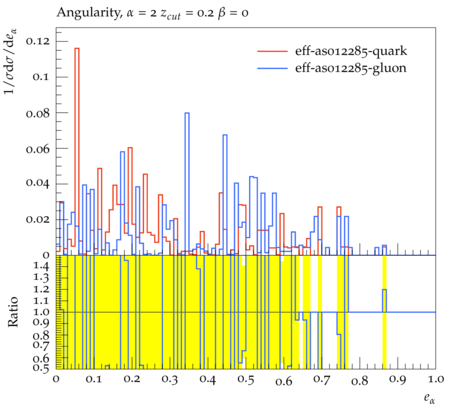 Angularity, α = 2 z_cut = 0.2 β = 0
1/σdσ/de_α
0.12
0.1
0.08
0.06
0.04
0.02
0
eff-as012285-quark
eff-as012285-gluon
Ratio
1.4
1.3
1.2
1.1
1.0
0.9
0.8
0.7
0.6
0.5
0 0.1 0.2 0.3 0.4 0.5 0.6 0.7 0.8 0.9 1.0
e_α